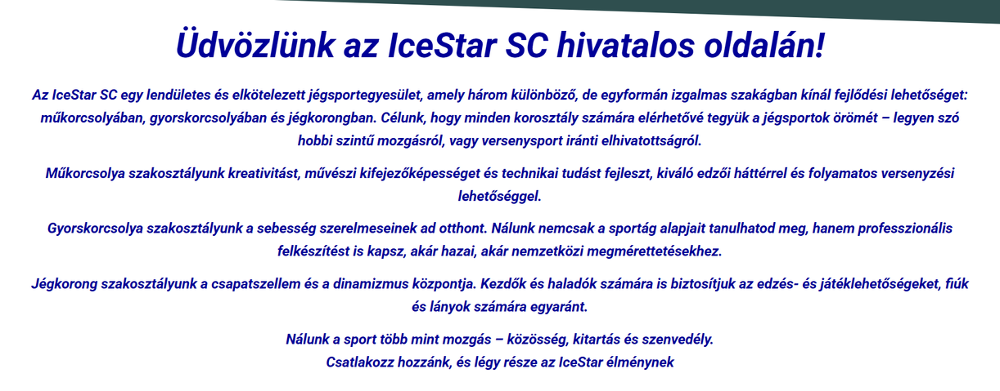 Üdvözlünk az IceStar SC hivatalos oldalán!
Az IceStar SC egy lendületes és elkötelezett jégsportegyesület, amely három különböző, de egyformán izgalmas szakágban kínál fejlődési lehetőséget:
műkorcsolyában, gyorskorcsolyában és jégkorongban. Célunk, hogy minden korosztály számára elérhetővé tegyük a jégsportok örömét – legyen szó
hobbi szintű mozgásról, vagy versenysport iránti elhivatottságról.
Műkorcsolya szakosztályunk kreativitást, művészi kifejezőképességet és technikai tudást fejleszt, kiváló edzői háttérrel és folyamatos versenyzési
lehetőséggel.
Gyorskorcsolya szakosztályunk a sebesség szerelmeseinek ad otthont. Nálunk nemcsak a sportág alapjait tanulhatod meg, hanem professzionális
felkészítést is kapsz, akár hazai, akár nemzetközi megmérettetésekhez.
Jégkorong szakosztályunk a csapatszellem és a dinamizmus központja. Kezdők és haladók számára is biztosítjuk az edzés- és játéklehetőségeket, fiúk
és lányok számára egyaránt.
Nálunk a sport több mint mozgás – közösség, kitartás és szenvedély.
Csatlakozz hozzánk, és légy része az IceStar élménynek